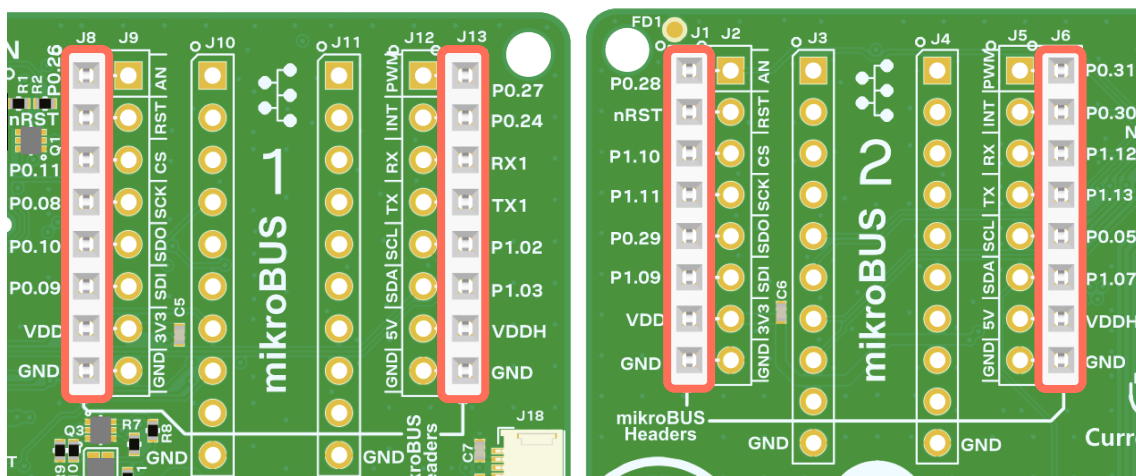 J8
J9
J10
J11
J12
J13
N
P0.26
AN
PWM
P0.27
R1
R2
nRST
RST
INT
P0.24
Q1
P0.11
CS
RX
RX1
P0.08
SCK
TX
TX1
P0.10
SDO
SCL
P1.02
P0.09
SDI
SDA
P1.03
VDD
3V3
C5
5V
VDDH
GND
GND
GND
GND
mikroBUS 1
Q3
R7
R8
GND
GND
roBUS
eaders
C7
J18
FD1
J1
J2
J3
J4
J5
J6
P0.28
AN
PWM
P0.31
nRST
RST
INT
P0.30
N
P1.10
CS
RX
P1.12
P1.11
SCK
TX
P1.13
P0.29
SDO
SCL
P0.05
P1.09
SDI
SDA
P1.07
C6
VDD
3V3
5V
VDDH
GND
GND
GND
GND
mikroBUS 2
mikroBUS
Headers
GND
GND
Curr